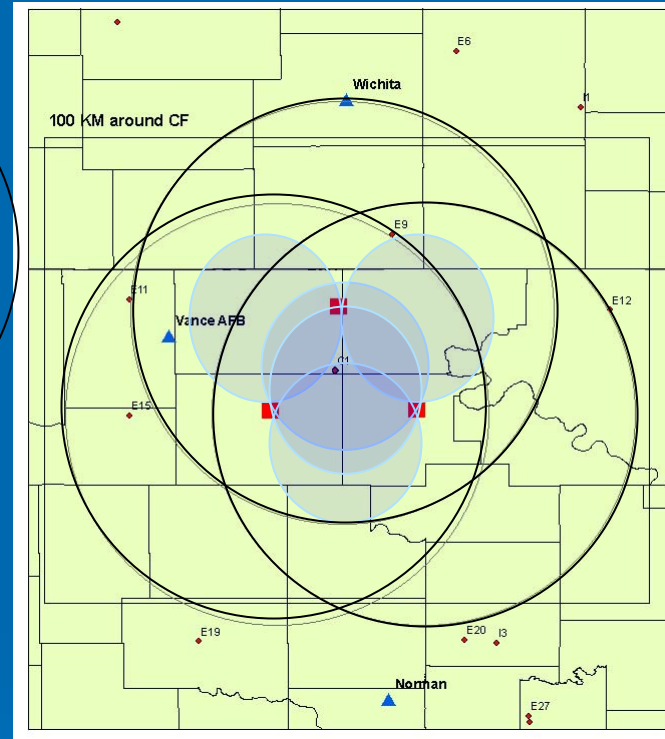 E6
Wichita
I1
100 KM around CF
E9
E11
E12
Vance AFB
C1
E15
E19
E20
I3
Norman
E27